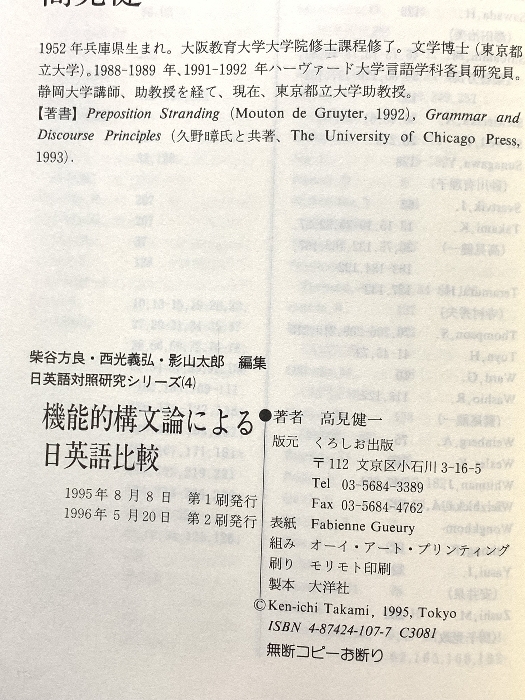 高見健一
1952年兵庫県生まれ。大阪教育大学大学院修士課程修了。文学博士（東京都
立大学）。1988-1989 年、1991-1992 年ハーヴァード大学言語学科客員研究員。
静岡大学講師、助教授を経て、現在、東京都立大学助教授。
【著書】Preposition Stranding (Mouton de Gruyter, 1992), Grammar and
Discourse Principles (久野暲氏と共著、The University of Chicago Press,
1993).
柴谷方良・西光義弘・影山太郎　編集
日英語対照研究シリーズ(4)
機能的構文論による
日英語比較
1995年 8 月 8 日　第1刷発行
1996年 5 月20日　第2刷発行
●著者　高見健一
版元　くろしお出版
〒112 文京区小石川3-16-5
Tel 03-5684-3389
Fax 03-5684-4762
表紙　Fabienne Gueury
組み　オーイ・アート・プリンティング
刷り　モリモト印刷
製本　大洋社
©Ken-ichi Takami, 1995, Tokyo
ISBN 4-87424-107-7 C3081
無断コピーお断り